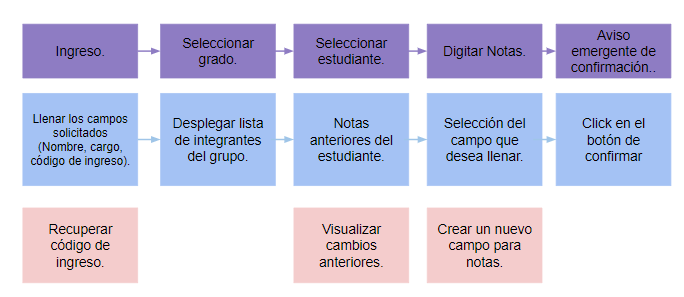 Ingreso.
Seleccionar
grado.
Seleccionar
estudiante.
Digitar Notas.
Aviso
emergente de
confirmación..
Llenar los campos
solicitados
(Nombre, cargo,
código de ingreso).
Desplegar lista
de integrantes
del grupo.
Notas
anteriores del
estudiante.
Selección del
campo que
desea llenar.
Click en el
botón de
confirmar
Recuperar
código de
ingreso.
Visualizar
cambios
anteriores.
Crear un nuevo
campo para
notas.